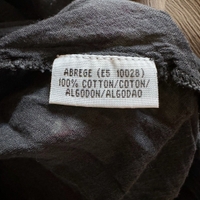 ABREGE (ES 10028)
100% COTTON/COTON/
ALGODON/ALGODAO